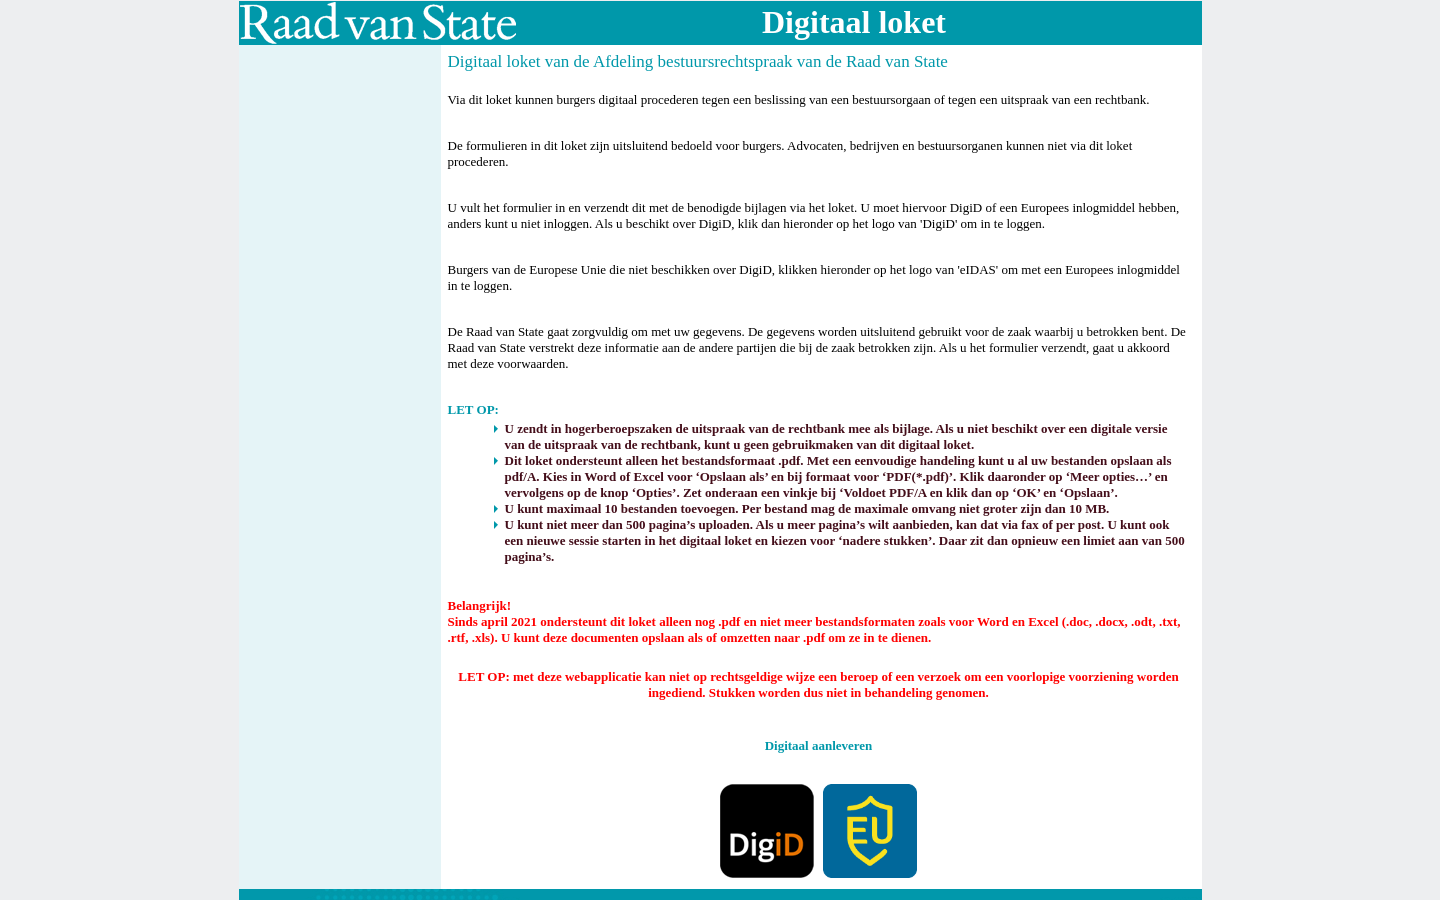 Raad van State
Digitaal loket
Digitaal loket van de Afdeling bestuursrechtspraak van de Raad van State
Via dit loket kunnen burgers digitaal procederen tegen een beslissing van een bestuursorgaan of tegen een uitspraak van een rechtbank.
De formulieren in dit loket zijn uitsluitend bedoeld voor burgers. Advocaten, bedrijven en bestuursorganen kunnen niet via dit loket
procederen.
U vult het formulier in en verzendt dit met de benodigde bijlagen via het loket. U moet hiervoor DigiD of een Europees inlogmiddel hebben,
anders kunt u niet inloggen. Als u beschikt over DigiD, klik dan hieronder op het logo van 'DigiD' om in te loggen.
Burgers van de Europese Unie die niet beschikken over DigiD, klikken hieronder op het logo van 'eIDAS' om met een Europees inlogmiddel
in te loggen.
De Raad van State gaat zorgvuldig om met uw gegevens. De gegevens worden uitsluitend gebruikt voor de zaak waarbij u betrokken bent. De
Raad van State verstrekt deze informatie aan de andere partijen die bij de zaak betrokken zijn. Als u het formulier verzendt, gaat u akkoord
met deze voorwaarden.
LET OP:
U zendt in hogerberoepszaken de uitspraak van de rechtbank mee als bijlage. Als u niet beschikt over een digitale versie
van de uitspraak van de rechtbank, kunt u geen gebruikmaken van dit digitaal loket.
Dit loket ondersteunt alleen het bestandsformaat .pdf. Met een eenvoudige handeling kunt u al uw bestanden opslaan als
pdf/A. Kies in Word of Excel voor ‘Opslaan als’ en bij formaat voor ‘PDF(*.pdf)’. Klik daaronder op ‘Meer opties…’ en
vervolgens op de knop ‘Opties’. Zet onderaan een vinkje bij ‘Voldoet PDF/A en klik dan op ‘OK’ en ‘Opslaan’.
U kunt maximaal 10 bestanden toevoegen. Per bestand mag de maximale omvang niet groter zijn dan 10 MB.
U kunt niet meer dan 500 pagina’s uploaden. Als u meer pagina’s wilt aanbieden, kan dat via fax of per post. U kunt ook
een nieuwe sessie starten in het digitaal loket en kiezen voor ‘nadere stukken’. Daar zit dan opnieuw een limiet aan van 500
pagina’s.
Belangrijk!
Sinds april 2021 ondersteunt dit loket alleen nog .pdf en niet meer bestandsformaten zoals voor Word en Excel (.doc, .docx, .odt, .txt,
.rtf, .xls). U kunt deze documenten opslaan als of omzetten naar .pdf om ze in te dienen.
LET OP: met deze webapplicatie kan niet op rechtsgeldige wijze een beroep of een verzoek om een voorlopige voorziening worden
ingediend. Stukken worden dus niet in behandeling genomen.
Digitaal aanleveren
DigiD
EU